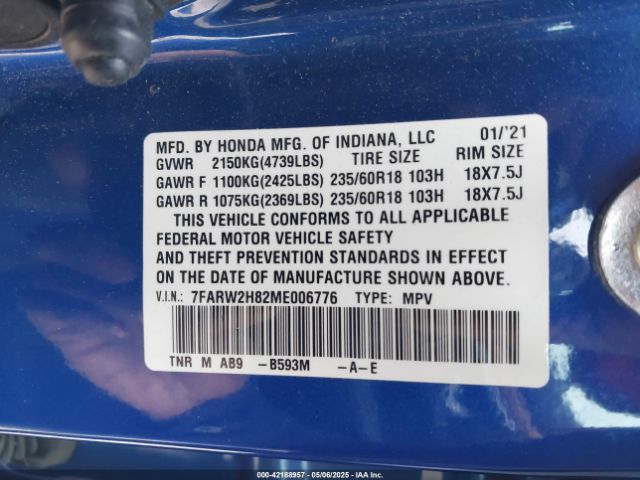 MFD. BY HONDA MFG. OF INDIANA, LLC 01/'21
GVWR 2150KG(4739LBS) TIRE SIZE RIM SIZE
GAWR F 1100KG(2425LBS) 235/60R18 103H 18X7.5J
GAWR R 1075KG(2369LBS) 235/60R18 103H 18X7.5J
THIS VEHICLE CONFORMS TO ALL APPLICABLE
FEDERAL MOTOR VEHICLE SAFETY
AND THEFT PREVENTION STANDARDS IN EFFECT
ON THE DATE OF MANUFACTURE SHOWN ABOVE.
V.I.N.: 7FARW2H82ME006776 TYPE: MPV
TNR M AB9 -B593M -A-E
000-42188957 - 05/06/2025 - IAAI.COM